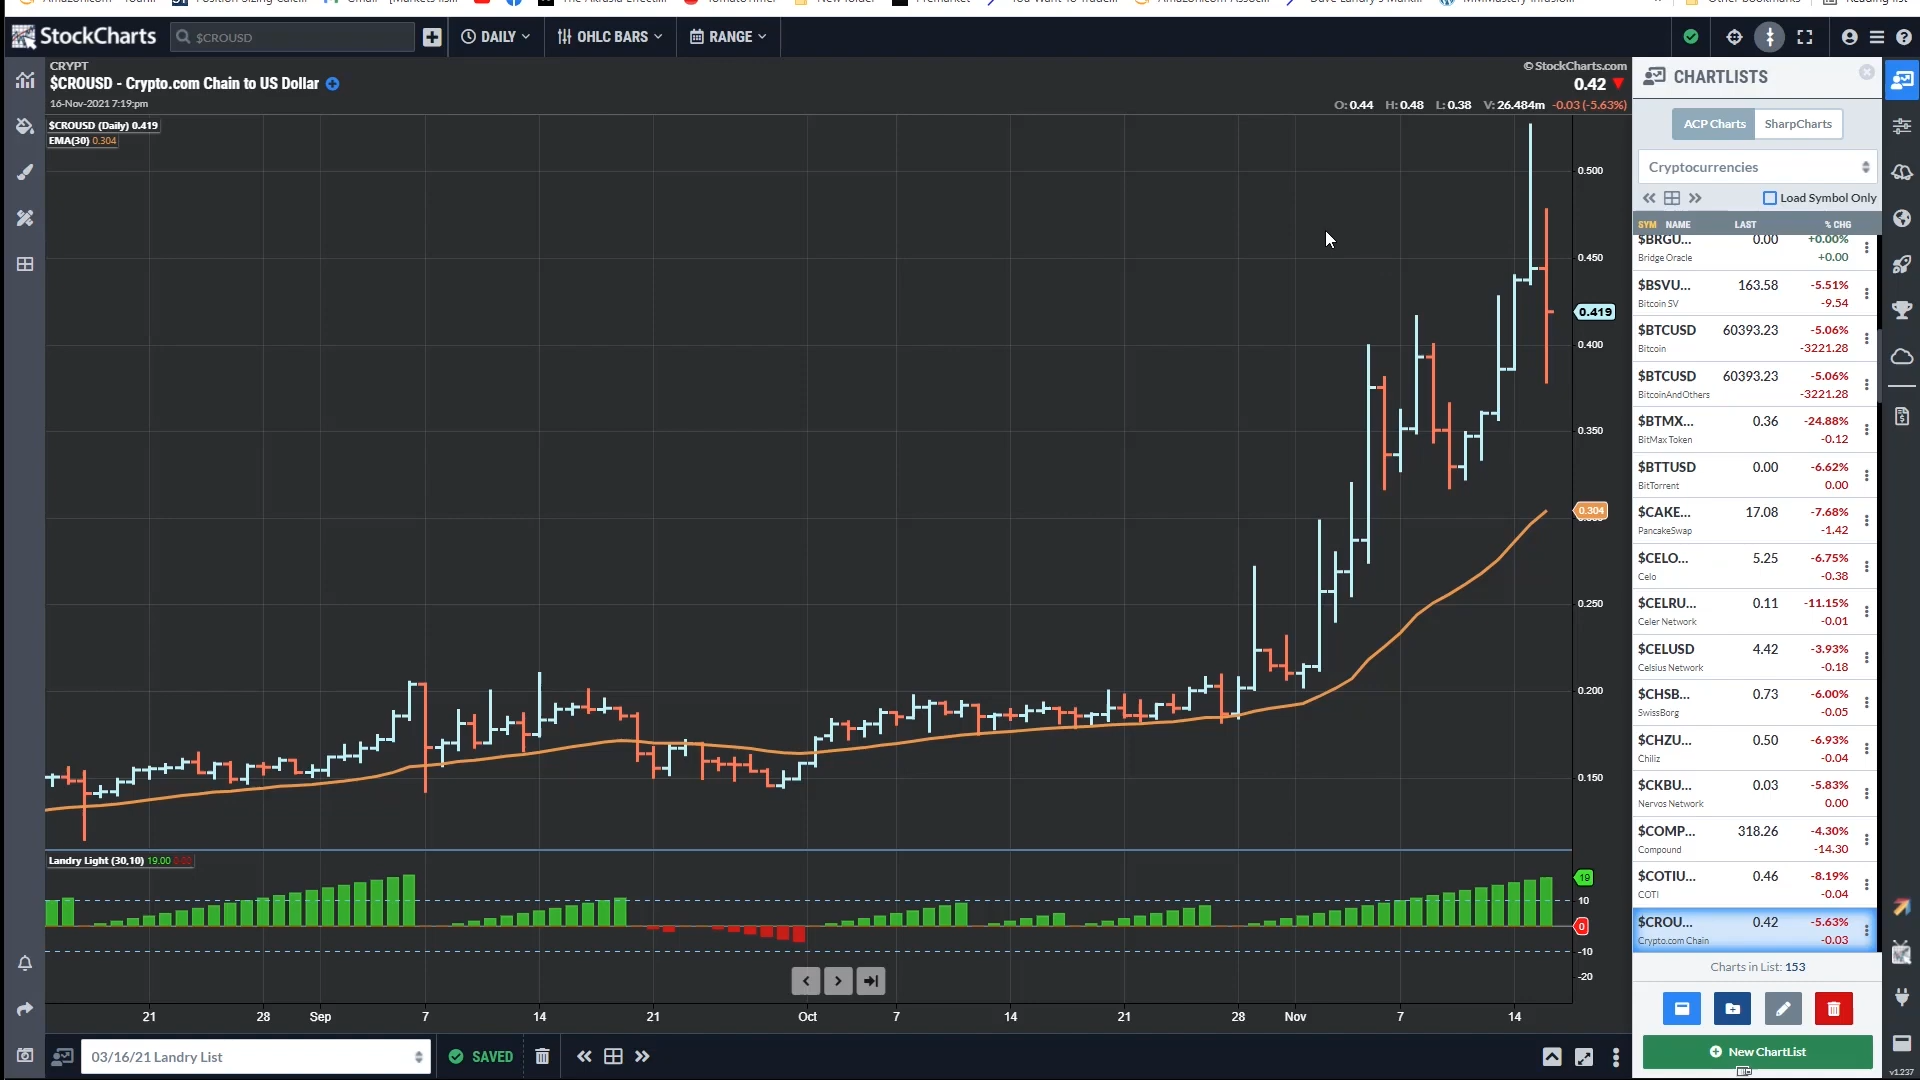 StockCharts
$CROUSD
DAILY
OHLC BARS
RANGE
CRYPT
$CROUSD - Crypto.com Chain to US Dollar
16-Nov-2021 7:19:pm
© StockCharts.com
0.42
O: 0.44 H: 0.48 L: 0.38 V: 26.484m -0.03 (-5.63%)
$CROUSD (Daily) 0.419
EMA(30) 0.304
0.500
0.450
0.419
0.400
0.350
0.304
0.250
0.200
0.150
Landry Light (30,10) 19.00
19
10
0
-10
-20
21 28 Sep 7 14 21 Oct 7 14 21 28 Nov 7 14
03/16/21 Landry List
SAVED
CHARTLISTS
ACP Charts SharpCharts
Cryptocurrencies
Load Symbol Only
SYM NAME LAST % CHG
$BRGU... 0.00 +0.00%
Bridge Oracle +0.00
$BSVU... 163.58 -5.51%
Bitcoin SV -9.54
$BTCUSD 60393.23 -5.06%
Bitcoin -3221.28
$BTCUSD 60393.23 -5.06%
BitcoinAndOthers -3221.28
$BTMX... 0.36 -24.88%
BitMax Token -0.12
$BTTUSD 0.00 -6.62%
BitTorrent 0.00
$CAKE... 17.08 -7.68%
PancakeSwap -1.42
$CELO... 5.25 -6.75%
Celo -0.38
$CELRU... 0.11 -11.15%
Celer Network -0.01
$CELUSD 4.42 -3.93%
Celsius Network -0.18
$CHSB... 0.73 -6.00%
SwissBorg -0.05
$CHZU... 0.50 -6.93%
Chiliz -0.04
$CKBU... 0.03 -5.83%
Nervos Network 0.00
$COMP... 318.26 -4.30%
Compound -14.30
$COTIU... 0.46 -8.19%
COTI -0.04
$CROU... 0.42 -5.63%
Crypto.com Chain -0.03
Charts in List: 153
New ChartList
v1.237